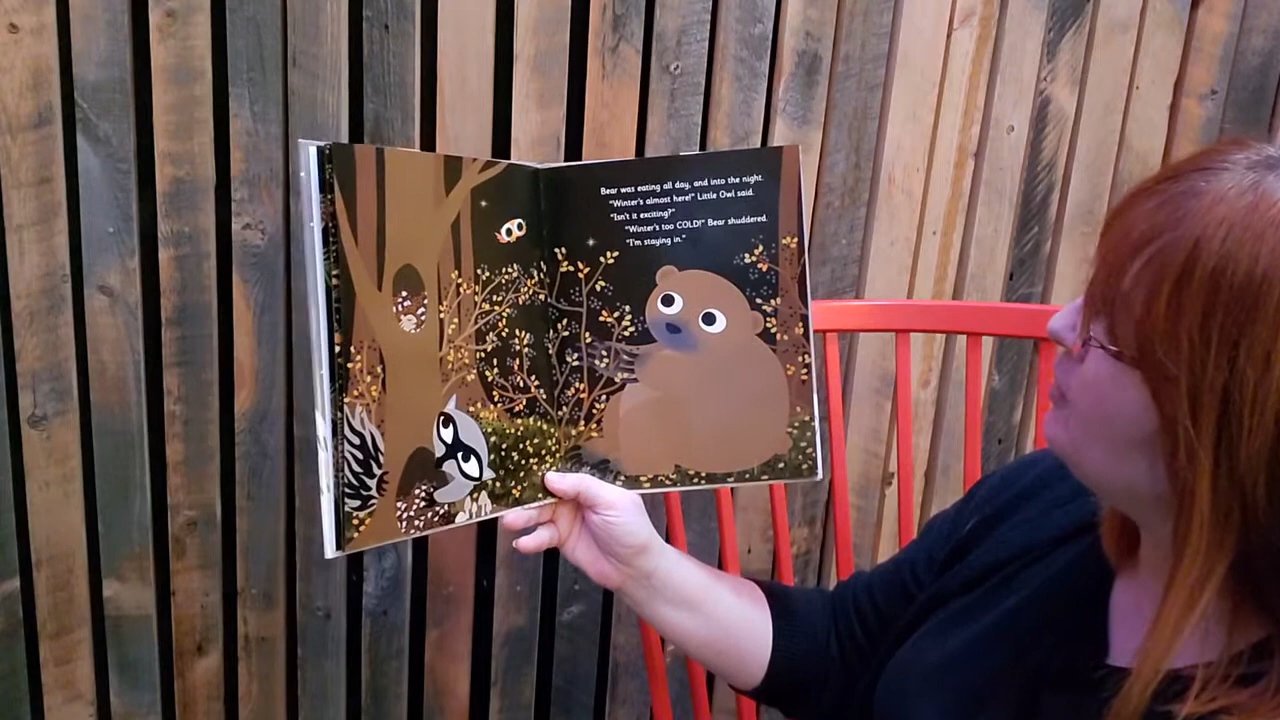 Bear was eating all day, and into the night.
"Winter's almost here!" Little Owl said.
"Isn't it exciting?"
"Winter's too COLD!" Bear shuddered.
"I'm staying in."